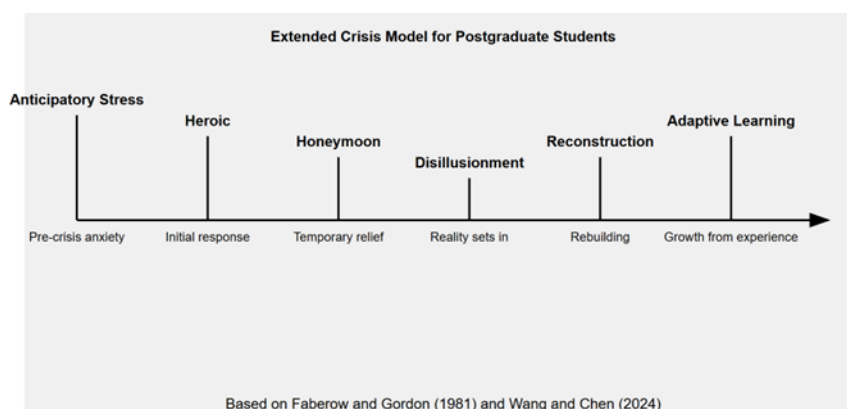 Extended Crisis Model for Postgraduate Students
Anticipatory Stress
Heroic
Honeymoon
Disillusionment
Reconstruction
Adaptive Learning
Pre-crisis anxiety
Initial response
Temporary relief
Reality sets in
Rebuilding
Growth from experience
Based on Faberow and Gordon (1981) and Wang and Chen (2024)